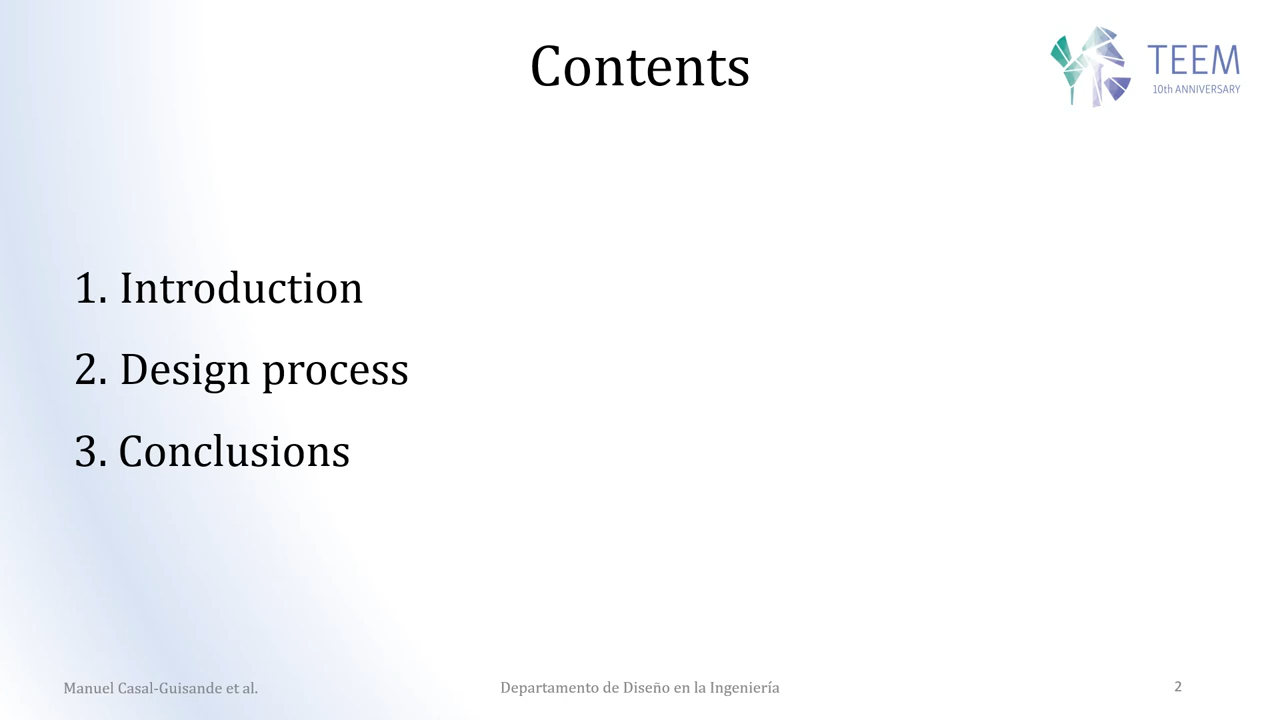 Contents
TEEM
10th ANNIVERSARY
1. Introduction
2. Design process
3. Conclusions
Manuel Casal-Guisande et al.
Departamento de Diseño en la Ingeniería
2